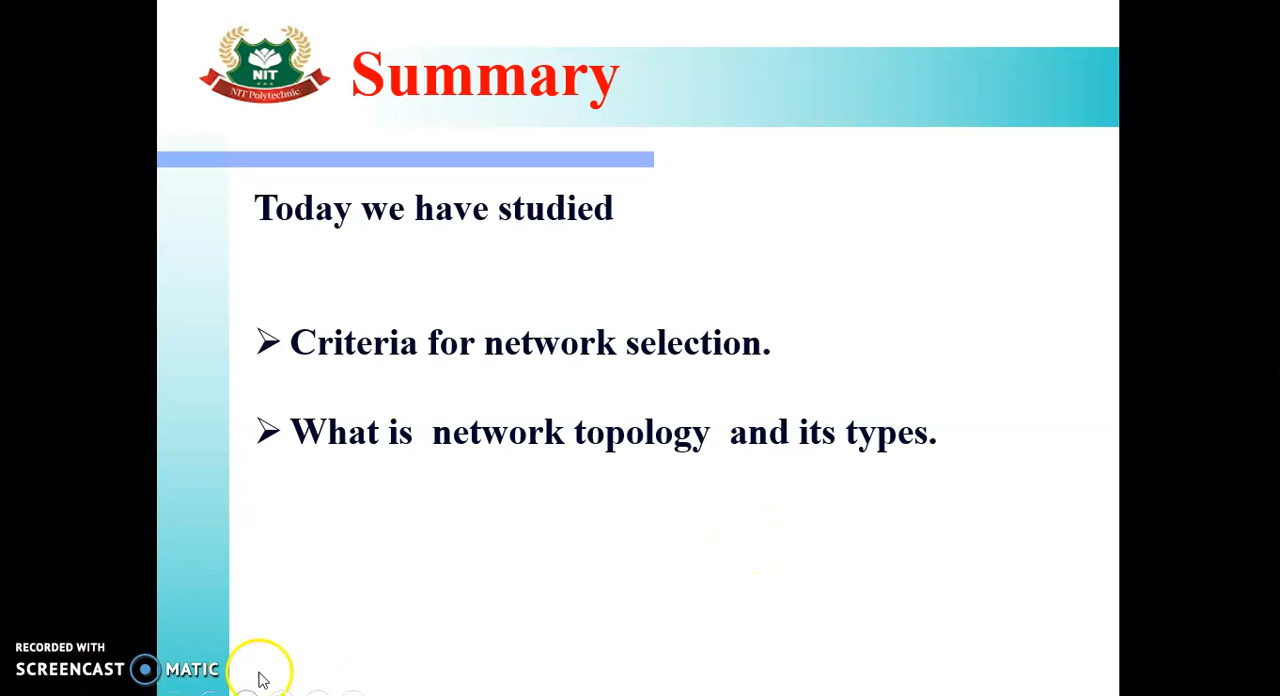 NIT
NIT Polytechnic
Summary
Today we have studied
Criteria for network selection.
What is network topology and its types.
RECORDED WITH
SCREENCAST MATIC